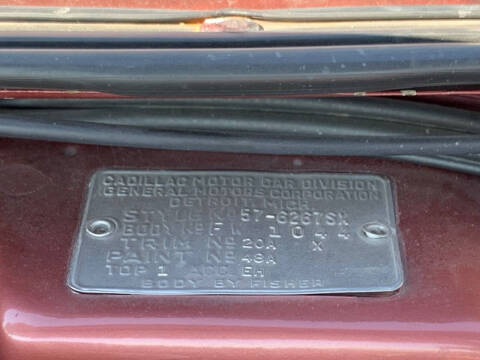 CADILLAC MOTOR CAR DIVISION
GENERAL MOTORS CORPORATION
DETROIT, MICH
STYLE No 57-6267SX
BODY No FW 1044
TRIM No 20A X
PAINT No 48A
TOP 1 ACC. EH
BODY BY FISHER